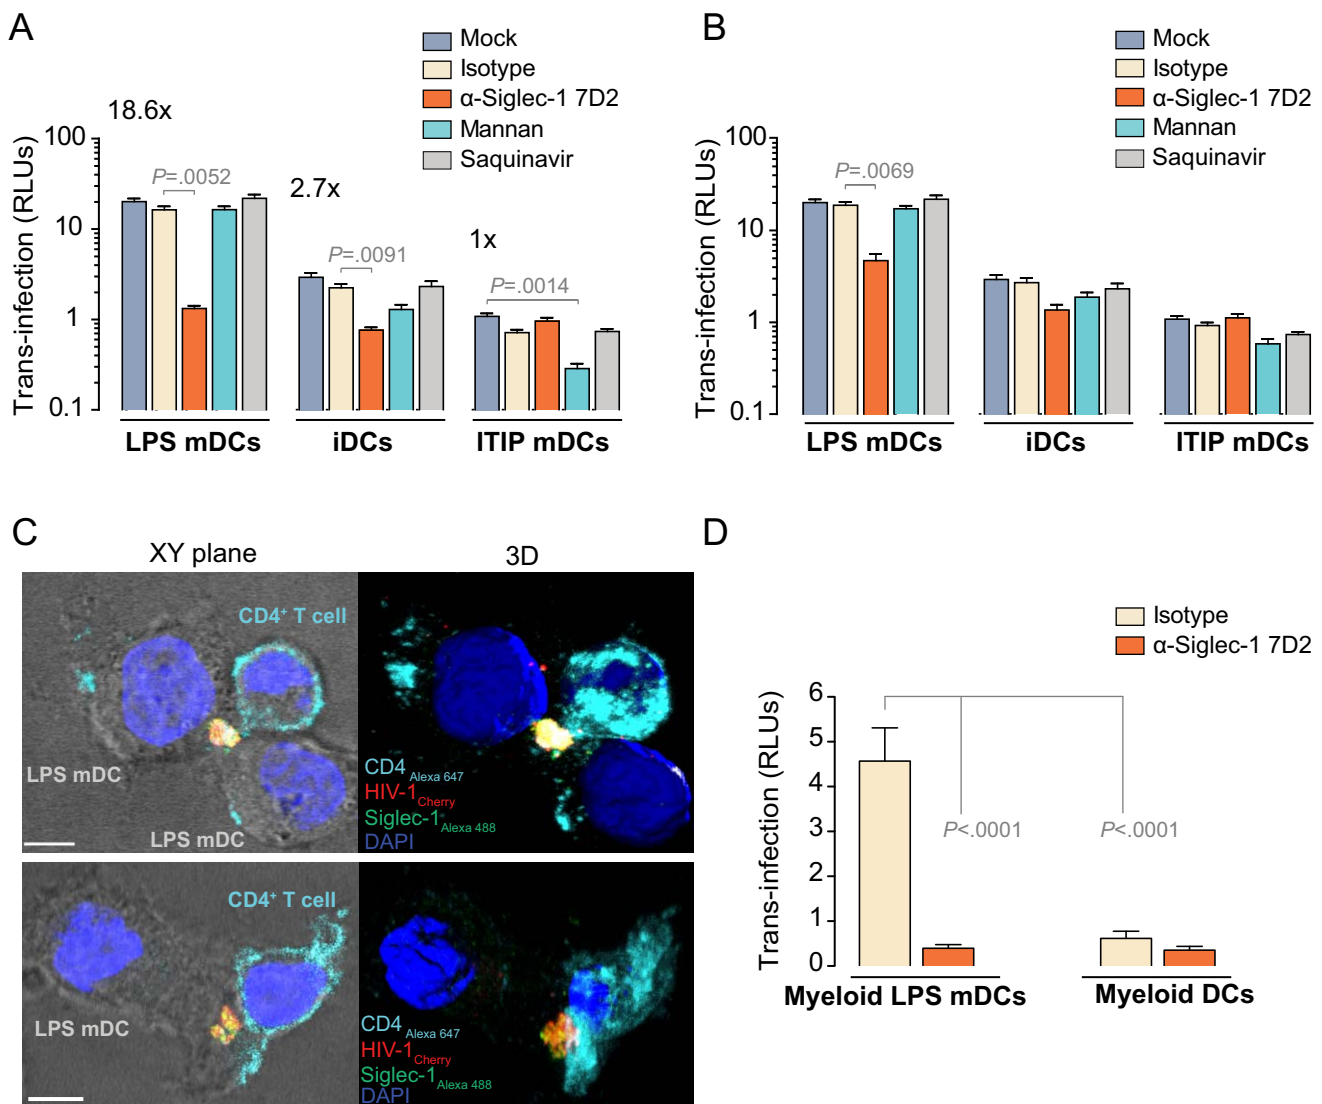 A
Mock
Isotype
α-Siglec-1 7D2
Mannan
Saquinavir
18.6x
2.7x
1x
P=.0052
P=.0091
P=.0014
Trans-infection (RLUs)
100
10
1
0.1
LPS mDCs
iDCs
ITIP mDCs
B
Mock
Isotype
α-Siglec-1 7D2
Mannan
Saquinavir
P=.0069
Trans-infection (RLUs)
100
10
1
0.1
LPS mDCs
iDCs
ITIP mDCs
C
XY plane
3D
CD4⁺ T cell
LPS mDC
LPS mDC
CD4 Alexa 647
HIV-1 Cherry
Siglec-1 Alexa 488
DAPI
CD4⁺ T cell
LPS mDC
CD4 Alexa 647
HIV-1 Cherry
Siglec-1 Alexa 488
DAPI
D
Isotype
α-Siglec-1 7D2
Trans-infection (RLUs)
6
5
4
3
2
1
0
P<.0001
P<.0001
Myeloid LPS mDCs
Myeloid DCs